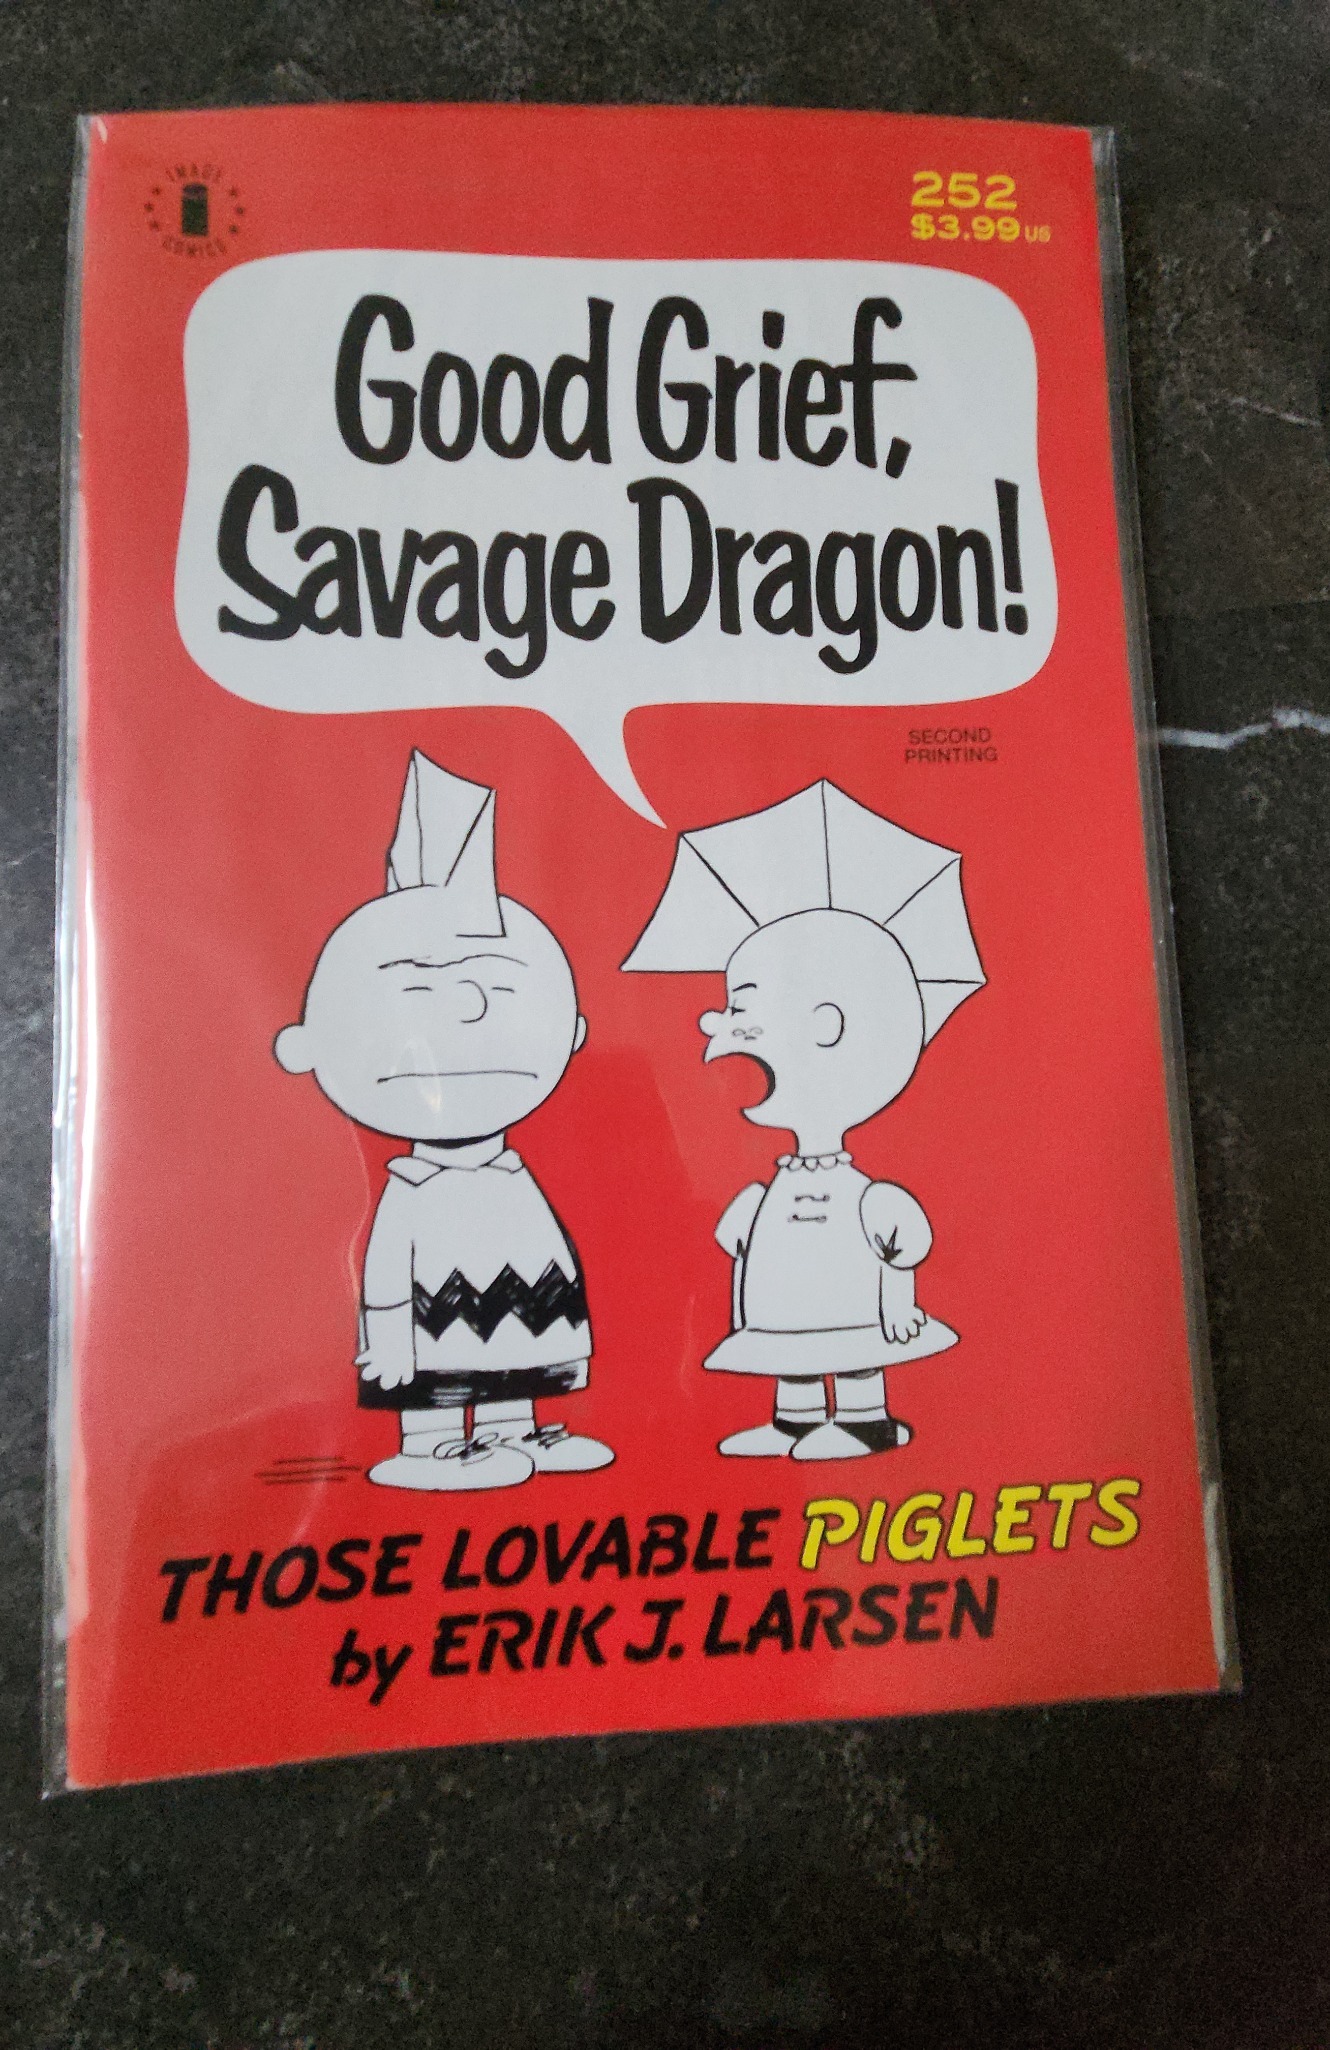 IMAGE
COMICS
252
$3.99 US
Good Grief,
Savage Dragon!
SECOND
PRINTING
THOSE LOVABLE PIGLETS
by ERIK J. LARSEN